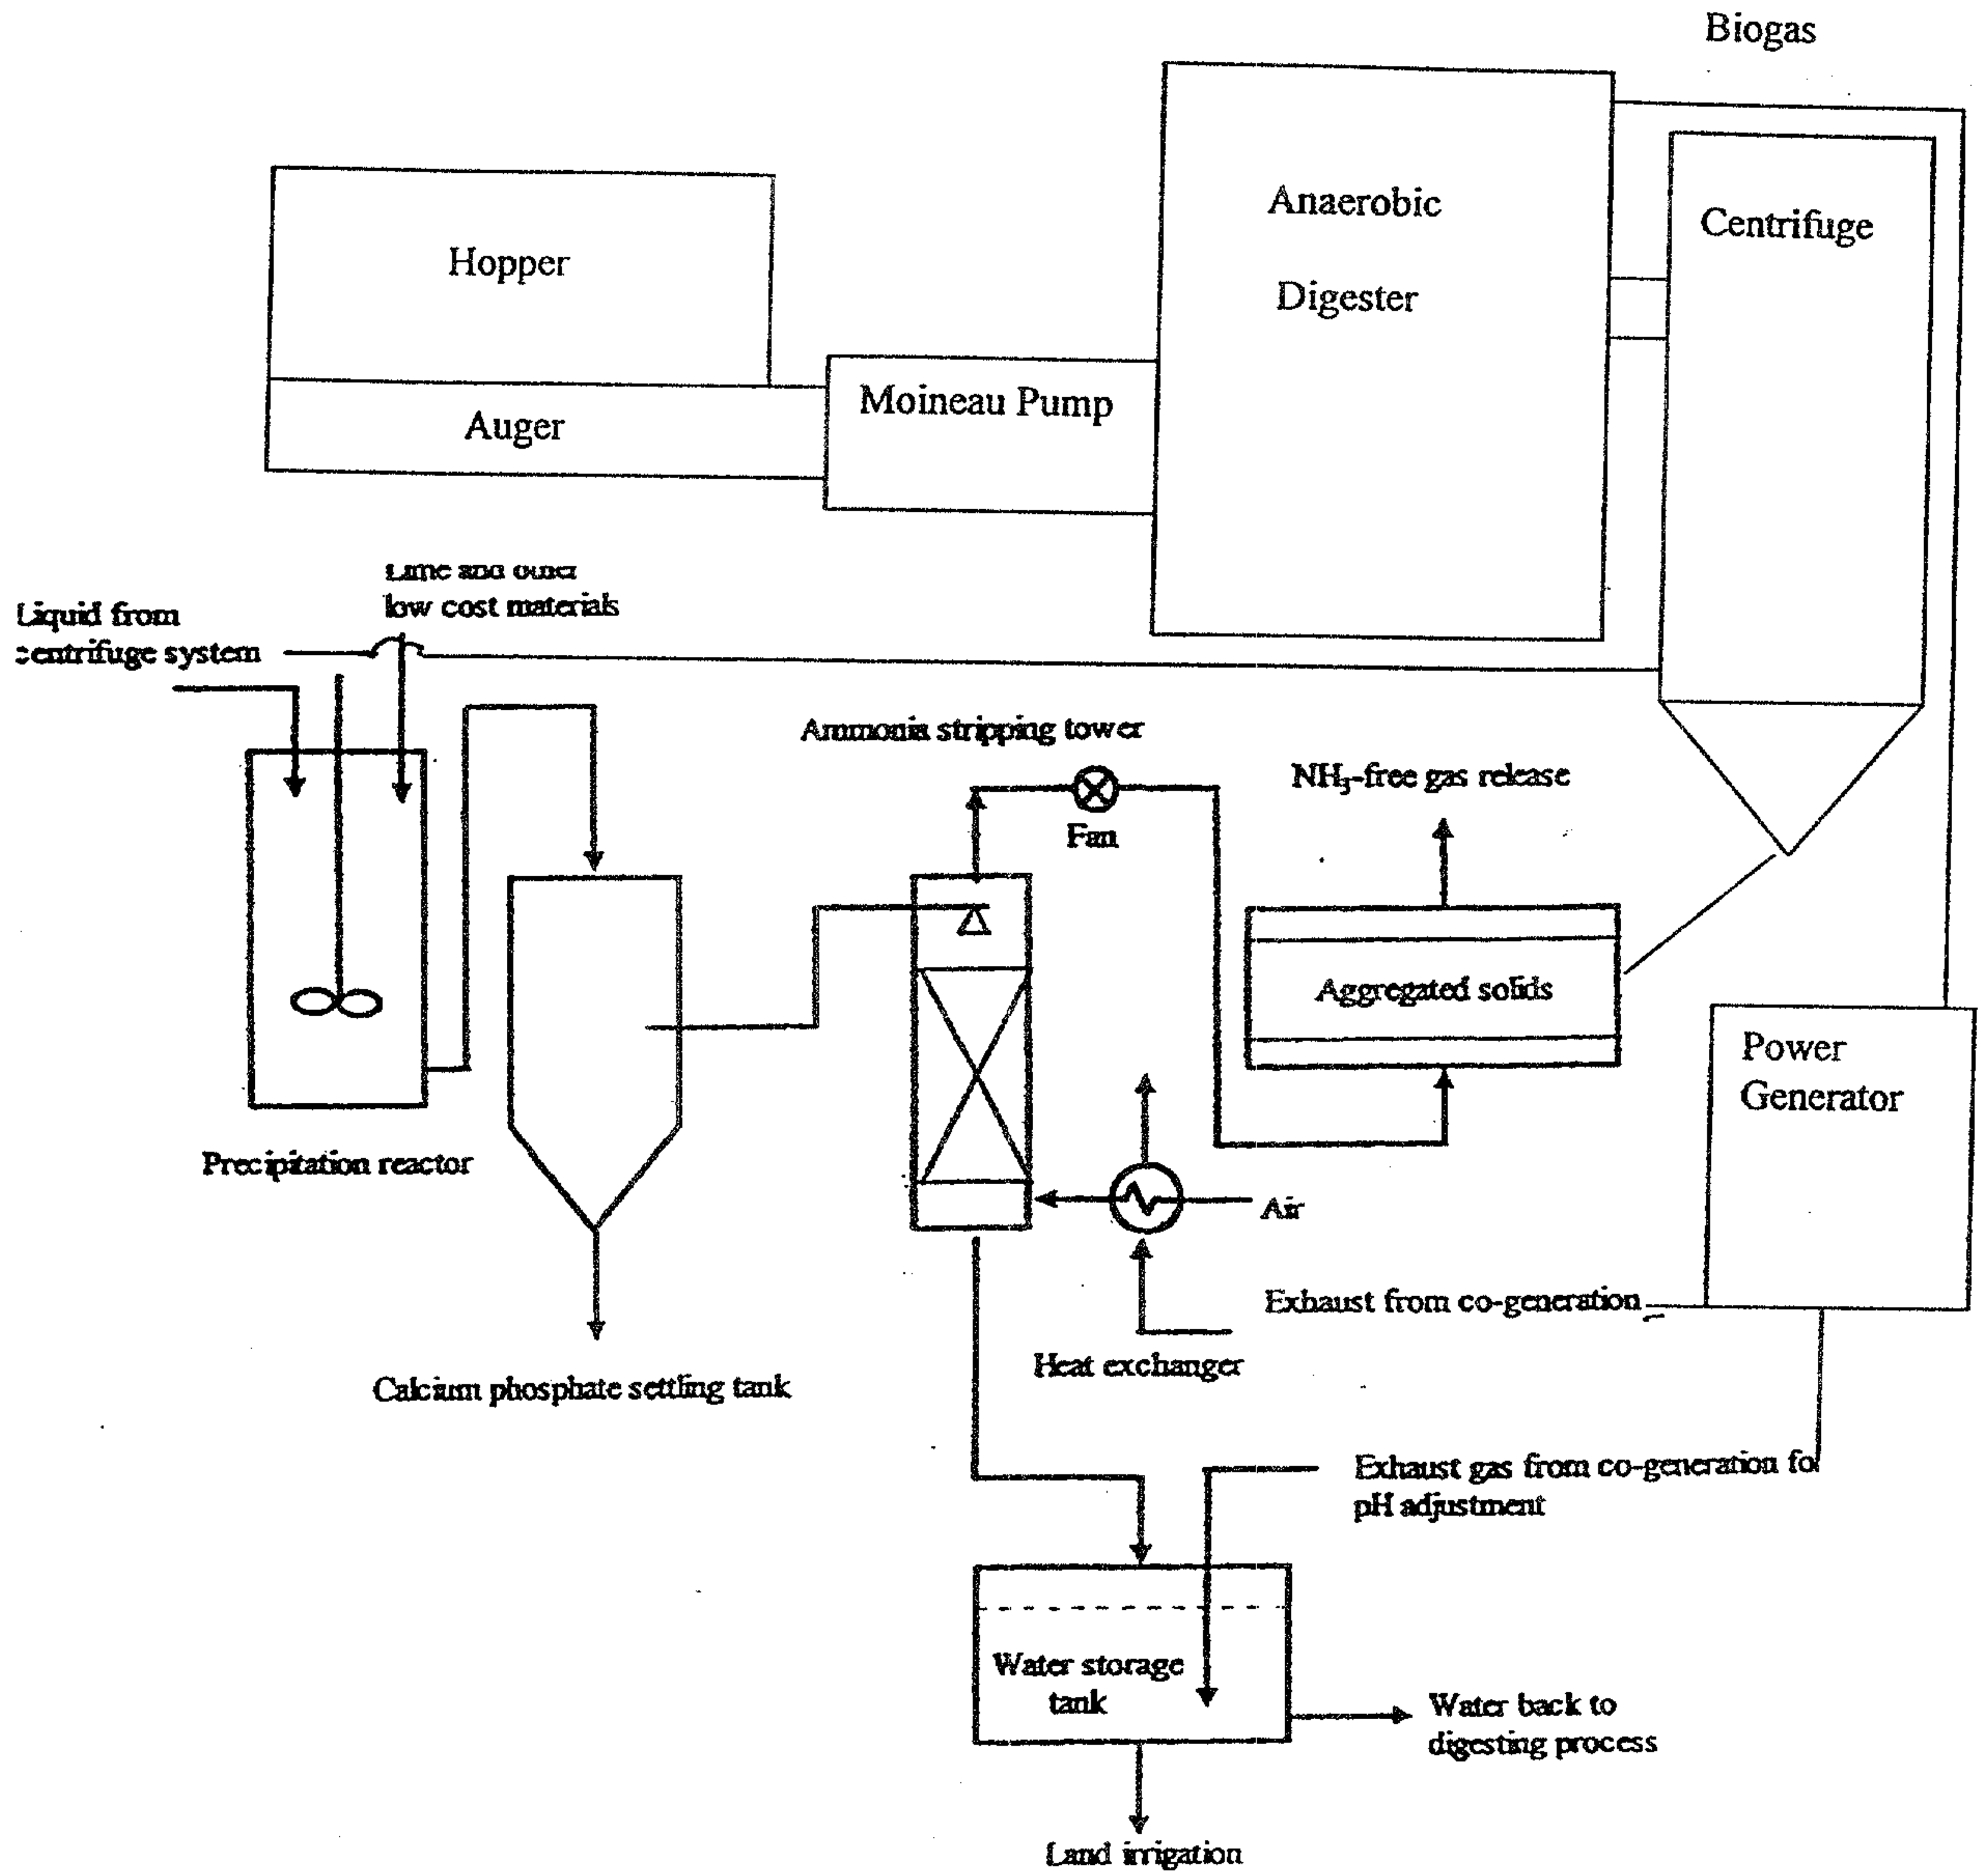 Biogas
Anaerobic
Digester
Centrifuge
Hopper
Auger
Moineau Pump
Lime and other
low cost materials
Liquid from
centrifuge system
Ammonia stripping tower
Fan
NH₃-free gas release
Aggregated solids
Power
Generator
Precipitation reactor
Air
Exhaust from co-generation
Heat exchanger
Calcium phosphate settling tank
Exhaust gas from co-generation for
pH adjustment
Water storage
tank
Water back to
digesting process
Land irrigation